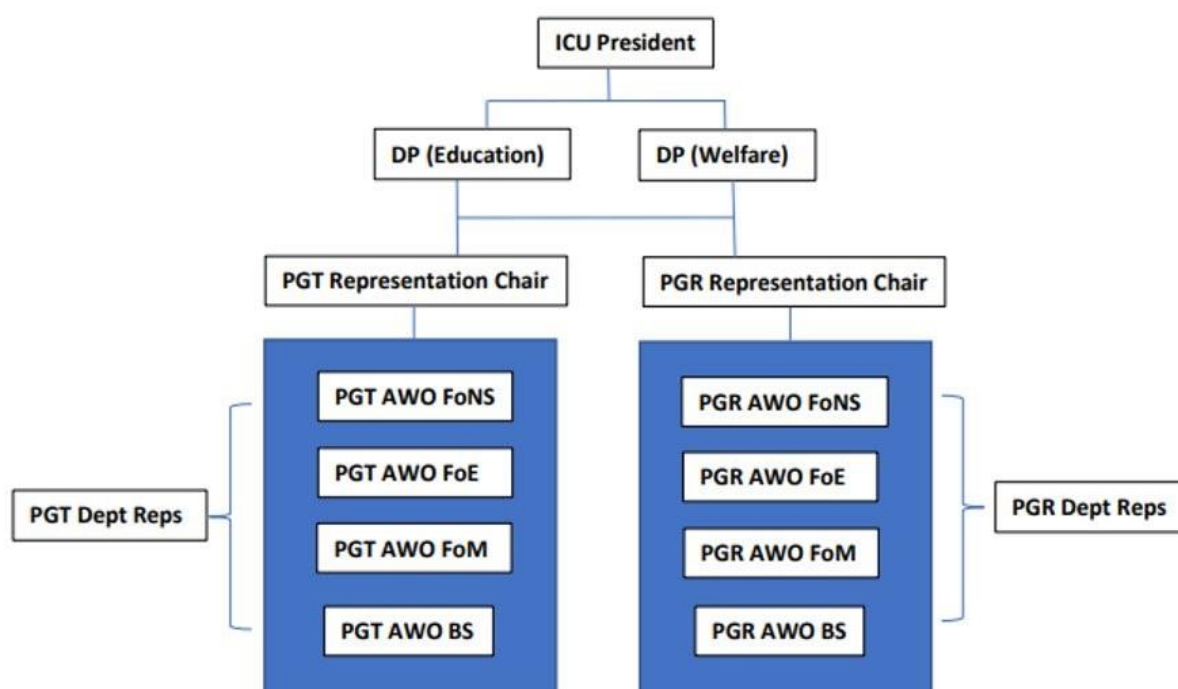 ICU President
DP (Education)
DP (Welfare)
PGT Representation Chair
PGR Representation Chair
PGT AWO FoNS
PGT AWO FoE
PGT AWO FoM
PGT AWO BS
PGT Dept Reps
PGR AWO FoNS
PGR AWO FoE
PGR AWO FoM
PGR AWO BS
PGR Dept Reps